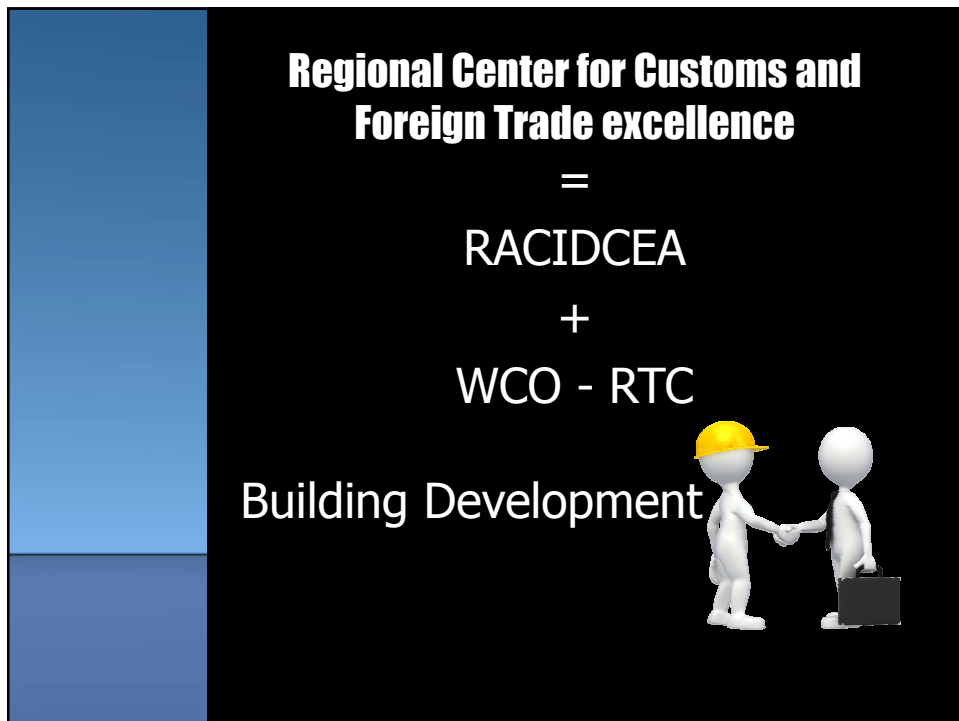 Regional Center for Customs and
Foreign Trade excellence
=
RACIDCEA
+
WCO - RTC
Building Development